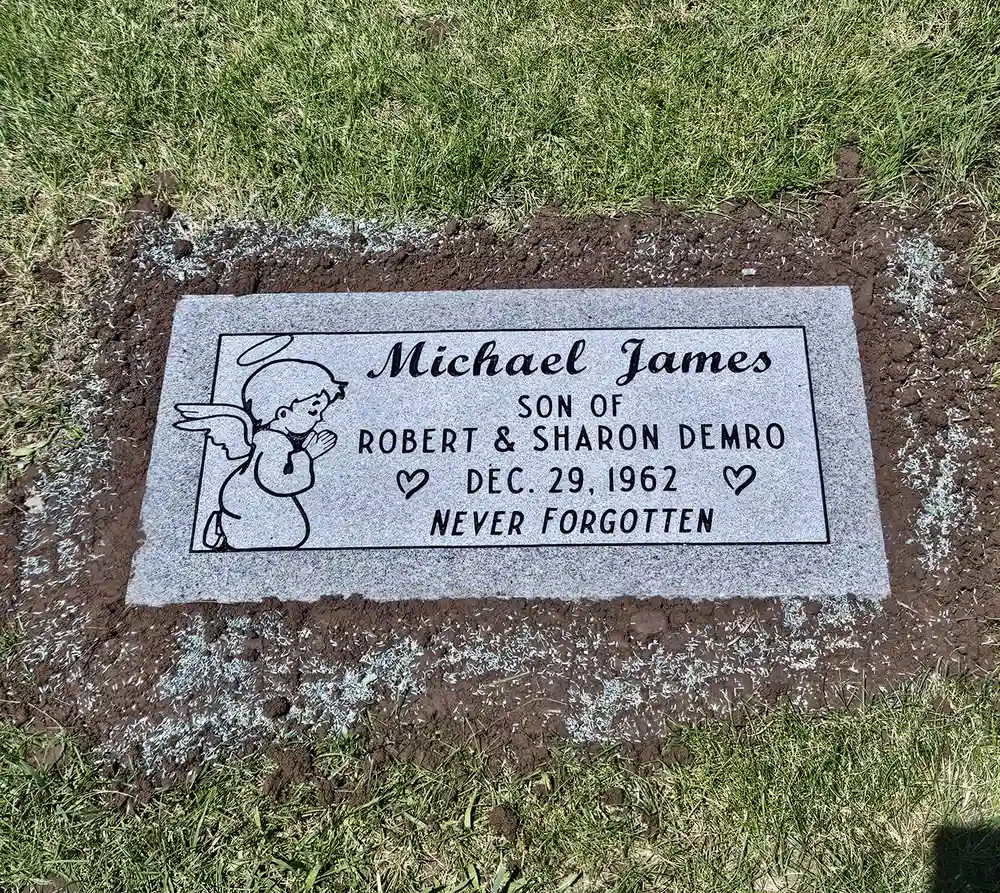 Michael James
SON OF
ROBERT & SHARON DEMRO
DEC. 29, 1962
NEVER FORGOTTEN